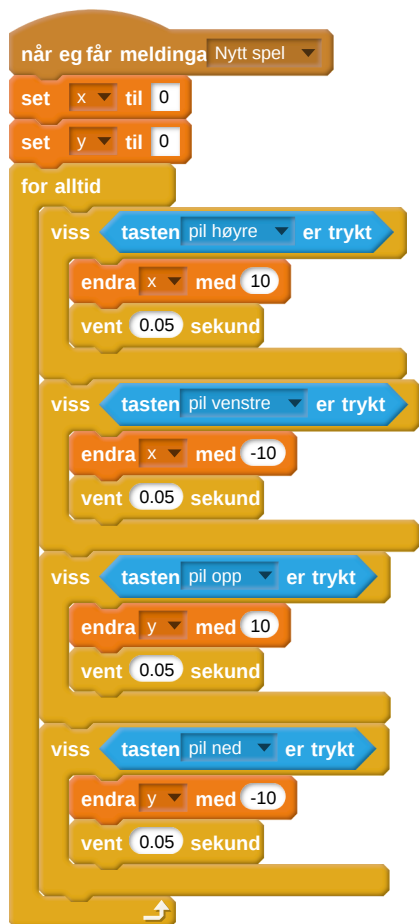 når eg får meldinga Nytt spel
set x til 0
set y til 0
for alltid
viss tasten pil høyre er trykt
endra x med 10
vent 0.05 sekund
viss tasten pil venstre er trykt
endra x med -10
vent 0.05 sekund
viss tasten pil opp er trykt
endra y med 10
vent 0.05 sekund
viss tasten pil ned er trykt
endra y med -10
vent 0.05 sekund